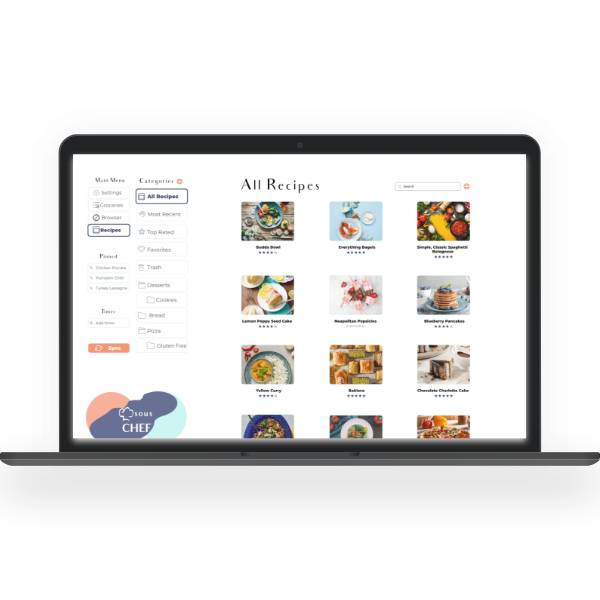 Main Menu
Settings
Groceries
Browser
Recipes
Pinned
Chicken Piccata
Pumpkin Chili
Turkey Lasagna
Timer
Add timer
Sync
sous
CHEF
Categories
All Recipes
Most Recent
Top Rated
Favorites
Trash
Desserts
Cookies
Bread
Pizza
Gluten Free
All Recipes
Search
Budda Bowl
Everything Bagels
Simple, Classic Spaghetti
Bolognese
Lemon Poppy Seed Cake
Neapolitan Popsicles
Blueberry Pancakes
Yellow Curry
Baklava
Chocolate Charlotte Cake